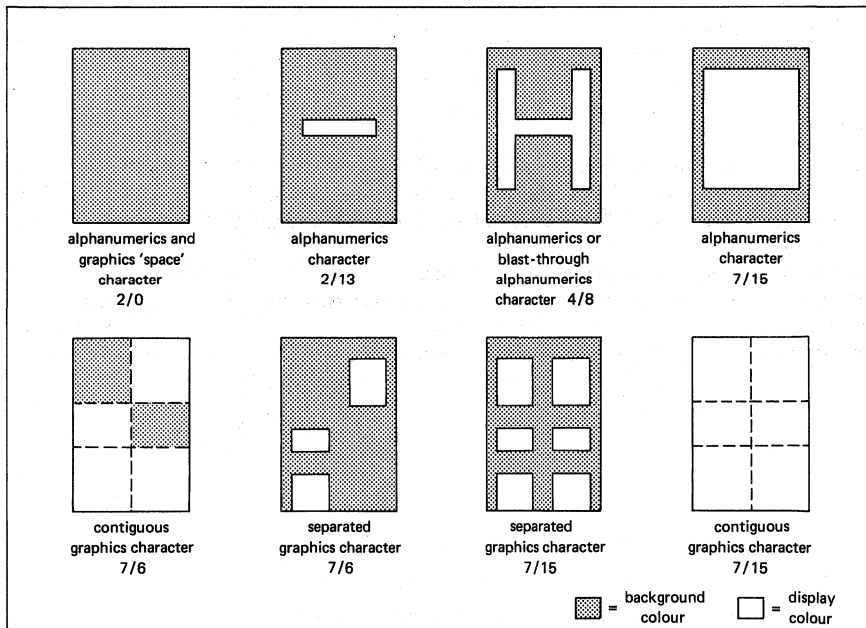 alphanumerics and
graphics 'space'
character
2/0
alphanumerics
character
2/13
alphanumerics or
blast-through
alphanumerics
character 4/8
alphanumerics
character
7/15
contiguous
graphics character
7/6
separated
graphics character
7/6
separated
graphics character
7/15
contiguous
graphics character
7/15
= background
colour
= display
colour